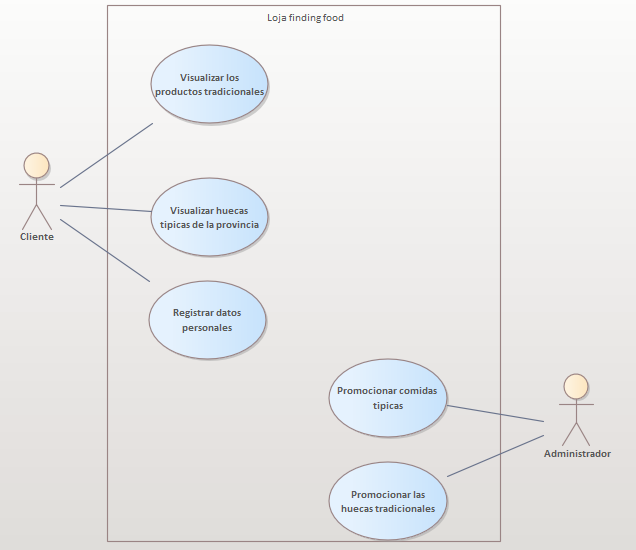 Loja finding food
Visualizar los
productos tradicionales
Visualizar huecas
tipicas de la provincia
Cliente
Registrar datos
personales
Promocionar comidas
tipicas
Administrador
Promocionar las
huecas tradicionales